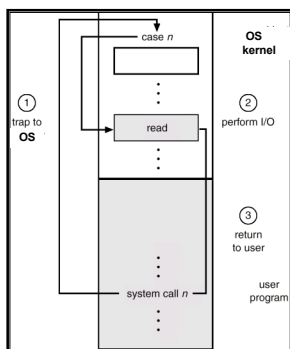 case n
OS
kernel
1
trap to
OS
read
2
perform I/O
3
return
to user
system call n
user
program